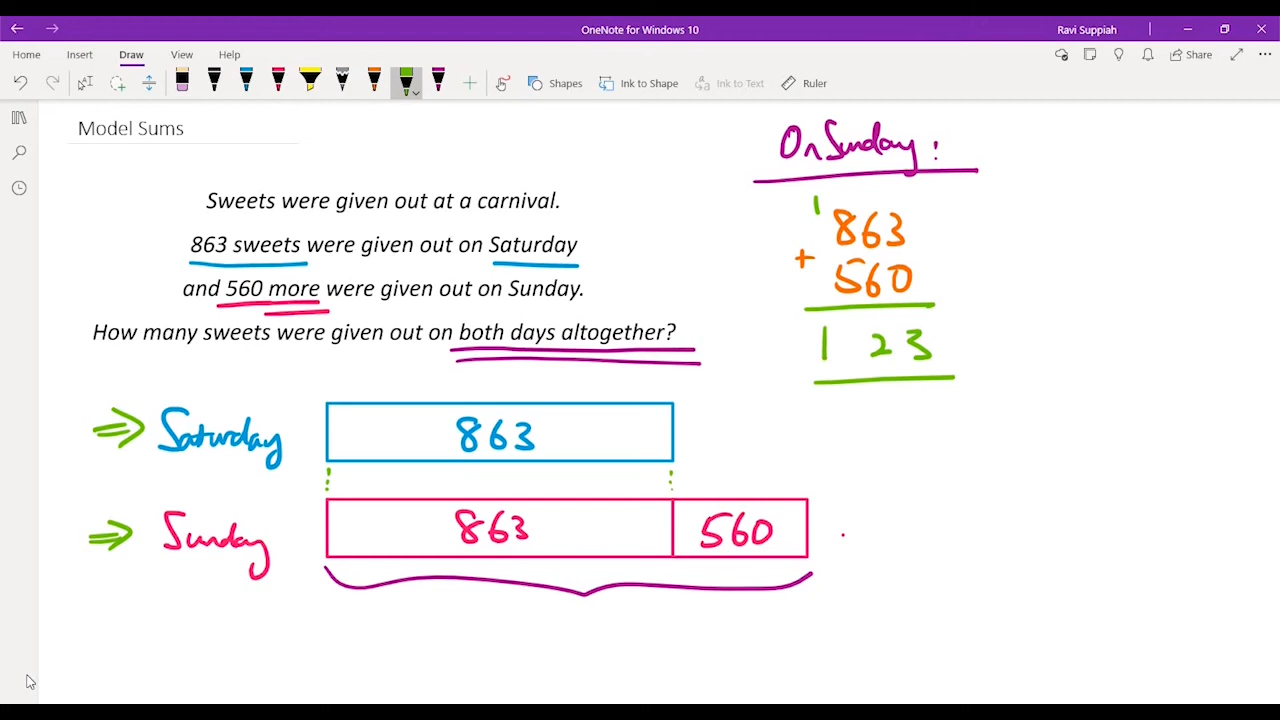 OneNote for Windows 10
Ravi Suppiah
Home Insert Draw View Help
Share
Shapes Ink to Shape Ink to Text Ruler
Model Sums
Sweets were given out at a carnival.
863 sweets were given out on Saturday
and 560 more were given out on Sunday.
How many sweets were given out on both days altogether?
On Sunday:
1
863
+ 560
1 23
Saturday 863
Sunday 863 560